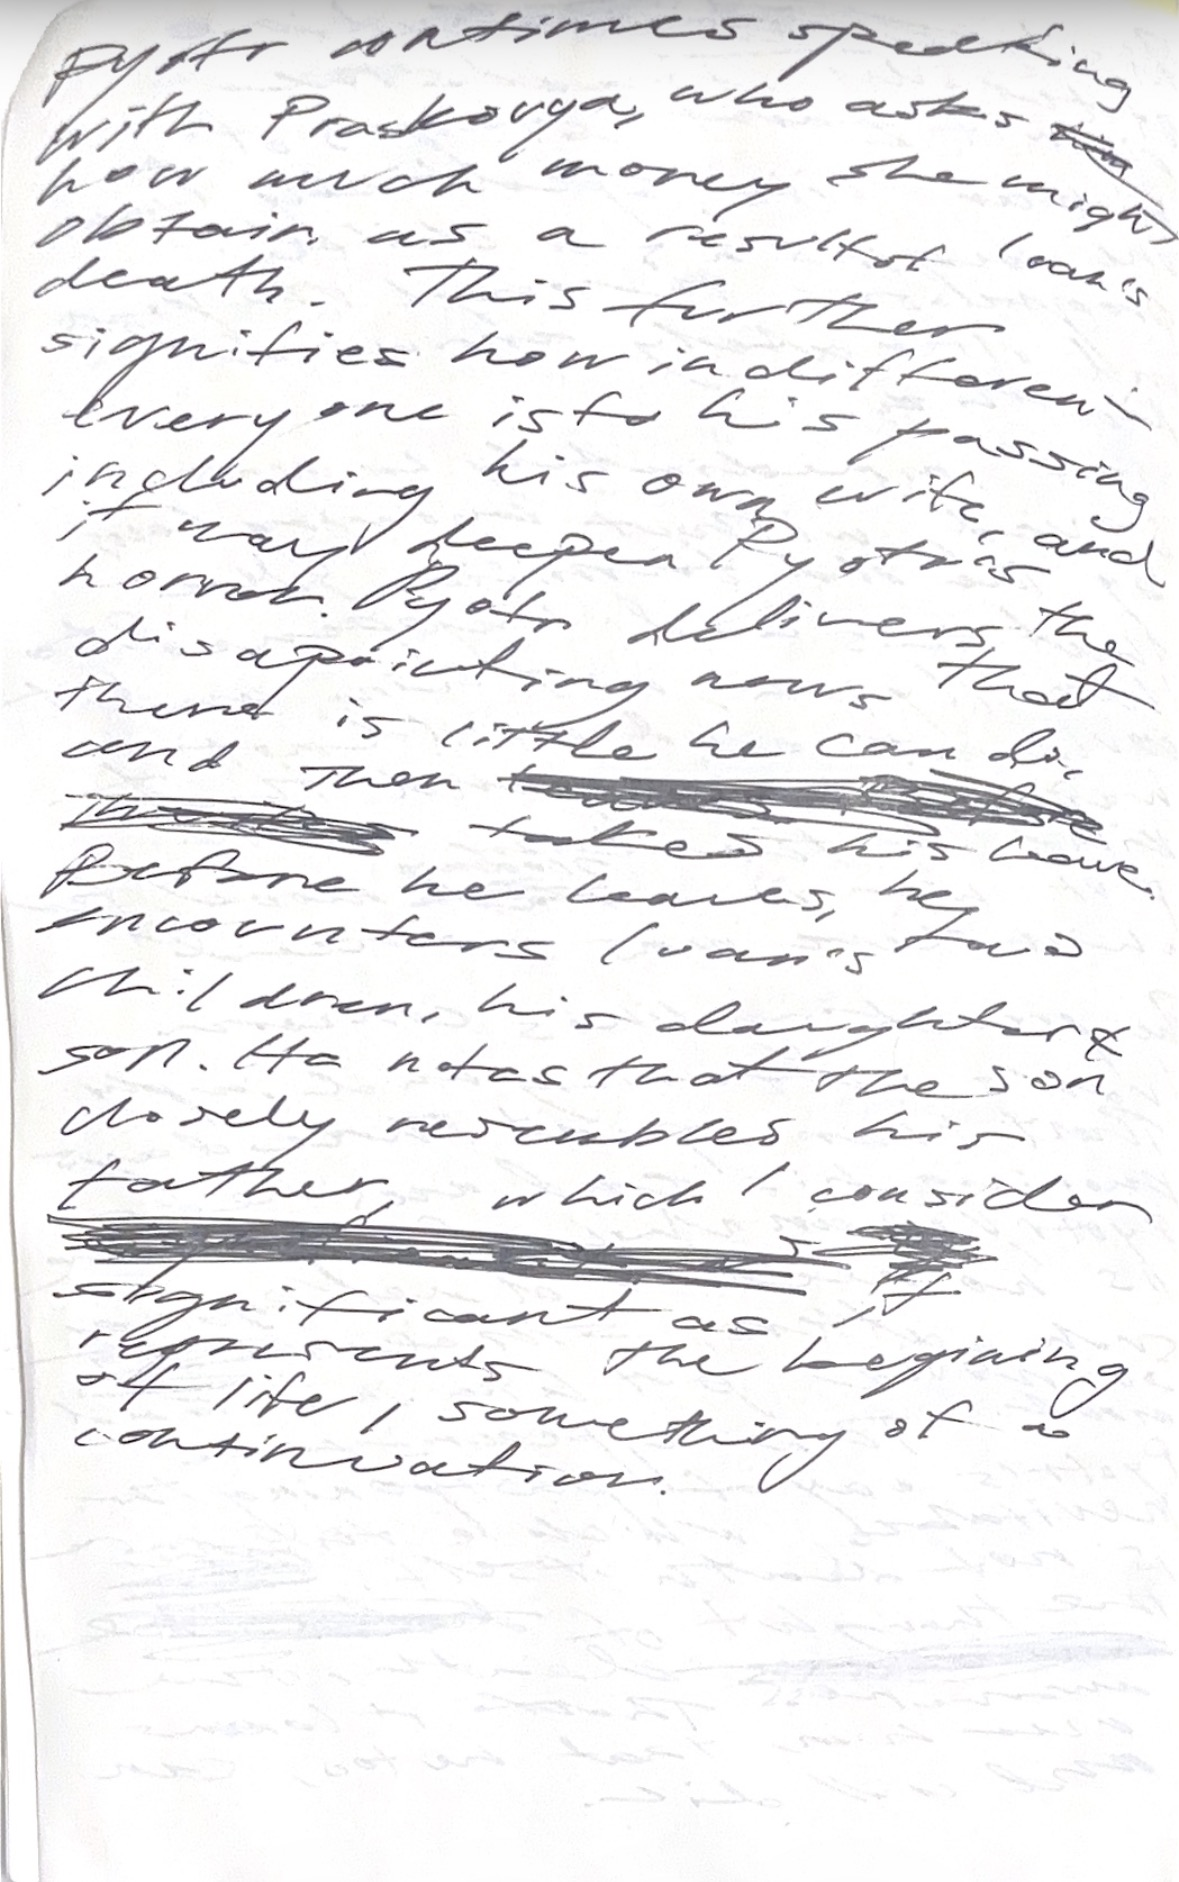 Pyotr continues speaking
with Praskovya, who asks
how much money she might
obtain as a result of Ivan's
death. This further
signifies how indifferent
everyone is to his passing
including his own wife, and
it may deepen Pyotr's
horror. Pyotr delivers the
disapointing news that
there is little he can do,
and then
takes his leave.
Before he leaves, he
encounters Ivan's two
children, his daughter &
son. He notes that the son
closely resembles his
father, which I consider
significant as it
represents the begining
of life, something of a
continuation.